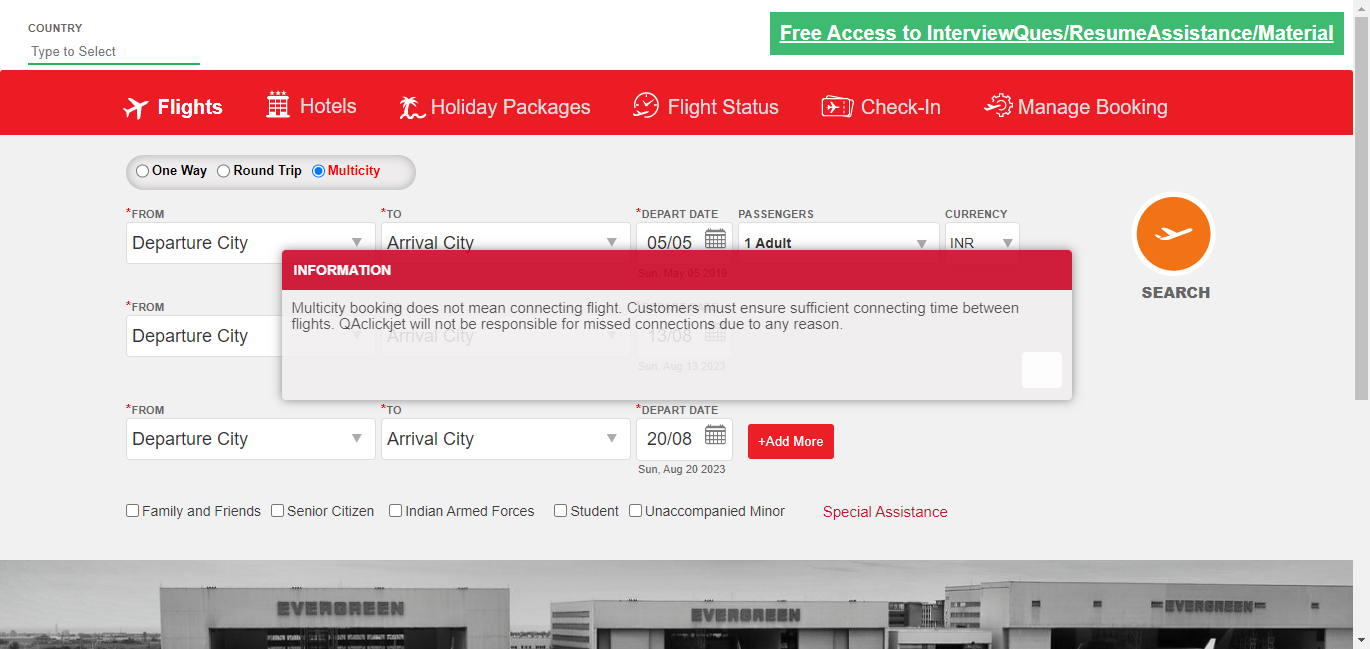 COUNTRY
Type to Select
Free Access to InterviewQues/ResumeAssistance/Material
Flights Hotels Holiday Packages Flight Status Check-In Manage Booking
One Way Round Trip Multicity
*FROM *TO *DEPART DATE PASSENGERS CURRENCY
Departure City Arrival City 05/05 1 Adult INR
Sun, May 05 2019
INFORMATION
SEARCH
*FROM
Multicity booking does not mean connecting flight. Customers must ensure sufficient connecting time between
flights. QAclickjet will not be responsible for missed connections due to any reason.
Departure City Arrival City 13/08
Sun, Aug 13 2023
*FROM *TO *DEPART DATE
Departure City Arrival City 20/08 +Add More
Sun, Aug 20 2023
Family and Friends Senior Citizen Indian Armed Forces Student Unaccompanied Minor Special Assistance
EVERGREEN EVERGREEN EVERGREEN